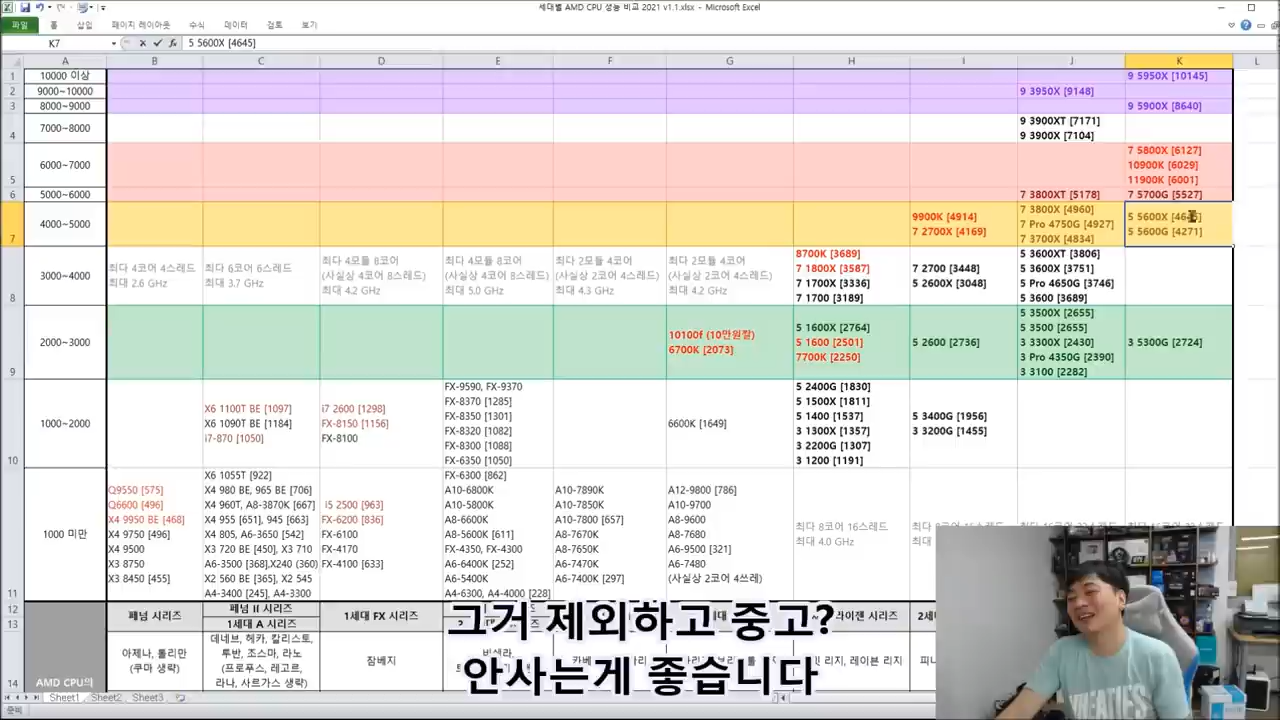 세대별 AMD CPU 성능 비교 2021 v1.1.xlsx - Microsoft Excel
파일 홈 삽입 페이지 레이아웃 수식 데이터 검토 보기
K7 5 5600X [4645]
A B C D E F G H I J K L
1 10000 이상 9 5950X [10145]
2 9000~10000 9 3950X [9148]
3 8000~9000 9 5900X [8640]
4 7000~8000
9 3900XT [7171]
9 3900X [7104]
5 6000~7000
7 5800X [6127]
10900K [6029]
11900K [6001]
6 5000~6000 7 3800XT [5178] 7 5700G [5527]
7 4000~5000
9900K [4914]
7 2700X [4169]
7 3800X [4960]
7 Pro 4750G [4927]
7 3700X [4834]
5 5600X
5 5600G [4271]
8 3000~4000
최다 4코어 4스레드
최대 2.6 GHz
최다 6코어 6스레드
최대 3.7 GHz
최다 4모듈 8코어
(사실상 4코어 8스레드)
최대 4.2 GHz
최다 4모듈 8코어
(사실상 4코어 8스레드)
최대 5.0 GHz
최다 2모듈 4코어
(사실상 2코어 4스레드)
최대 4.3 GHz
최다 2모듈 4코어
(사실상 2코어 4스레드)
최대 4.2 GHz
8700K [3689]
7 1800X [3587]
7 1700X [3336]
7 1700 [3189]
7 2700 [3448]
5 2600X [3048]
5 3600XT [3806]
5 3600X [3751]
5 Pro 4650G [3746]
5 3600 [3689]
9 2000~3000
10100f (10만원짤)
6700K [2073]
5 1600X [2764]
5 1600 [2501]
7700K [2250]
5 2600 [2736]
5 3500X [2655]
5 3500 [2655]
3 3300X [2430]
3 Pro 4350G [2390]
3 3100 [2282]
3 5300G [2724]
10 1000~2000
X6 1100T BE [1097]
X6 1090T BE [1184]
i7-870 [1050]
i7 2600 [1298]
FX-8150 [1156]
FX-8100
FX-9590, FX-9370
FX-8370 [1285]
FX-8350 [1301]
FX-8320 [1082]
FX-8300 [1088]
FX-6350 [1050]
6600K [1649]
5 2400G [1830]
5 1500X [1811]
5 1400 [1537]
3 1300X [1357]
3 2200G [1307]
3 1200 [1191]
5 3400G [1956]
3 3200G [1455]
11 1000 미만
Q9550 [575]
Q6600 [496]
X4 9950 BE [468]
X4 9750 [496]
X4 9500
X3 8750
X3 8450 [455]
X6 1055T [922]
X4 980 BE, 965 BE [706]
X4 960T, A8-3870K [667]
X4 955 [651], 945 [663]
X4 805, A6-3650 [342]
X3 720 BE [450], X3 710
A6-3500 [368],X2 240 [360]
X2 560 BE [365], X2 545
A4-3400 [245], A4-3300
i5 2500 [963]
FX-6200 [836]
FX-6100
FX-4170
FX-4100 [633]
FX-6300 [862]
A10-6800K
A10-5800K
A8-6600K
A8-5600K [611]
FX-4350, FX-4300
A6-6400K [252]
A6-5400K
A4-6300, A4-4000 [228]
A10-7890K
A10-7850K
A10-7800 [657]
A8-7670K
A8-7650K
A6-7470K
A6-7400K [297]
A12-9800 [786]
A10-9700
A8-9600
A8-7680
A6-9500 [321]
A6-7480
(사실상 2코어 4쓰레)
최다 8코어 16스레드
최대 4.0 GHz
12
13
페넘 시리즈
페넘 II 시리즈
1세대 A 시리즈
1세대 FX 시리즈
14 AMD CPU의
아제나, 톨리만
(쿠마 생략)
데네브, 헤카, 칼리스토,
투반, 조스마, 라노
(프로푸스, 레고르,
라나, 사르가스 생략)
잠베지
릿지, 레이븐 리지
그거 제외하고 중고?
안사는게 좋습니다
Sheet1 Sheet2 Sheet3
준비